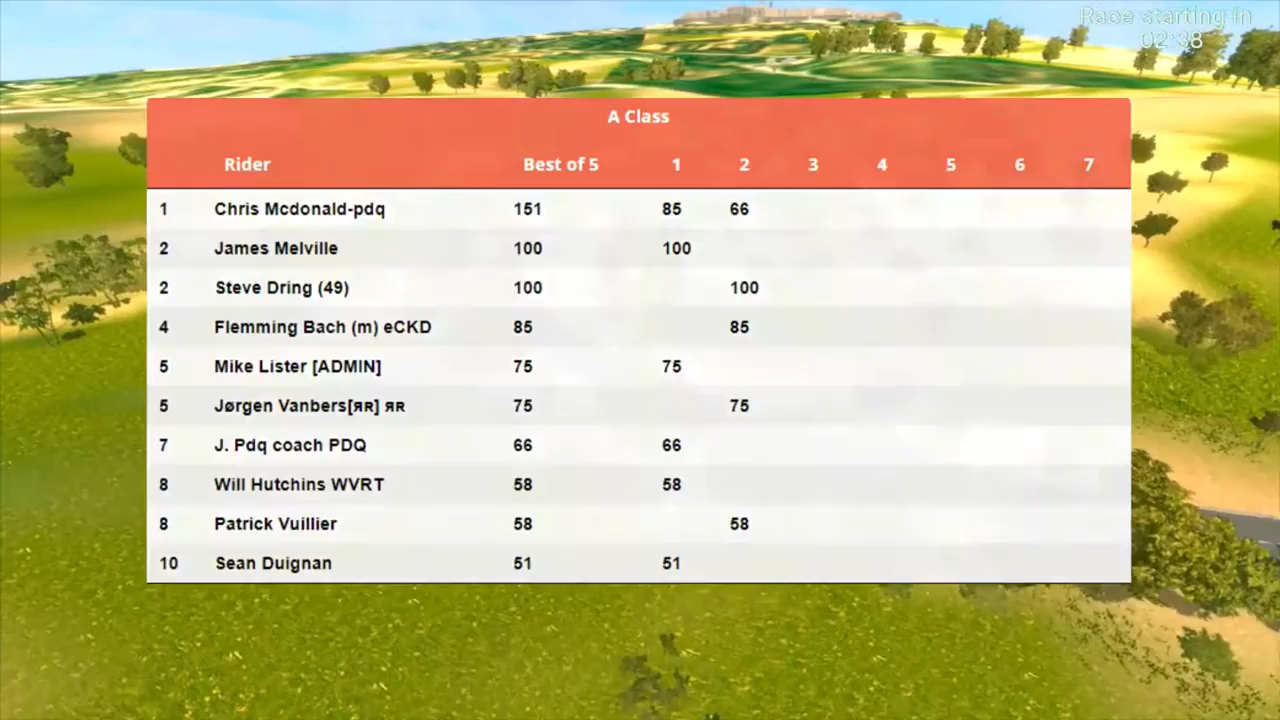 Race starting in
02:38
A Class
Rider Best of 5 1 2 3 4 5 6 7
1 Chris Mcdonald-pdq 151 85 66
2 James Melville 100 100
2 Steve Dring (49) 100 100
4 Flemming Bach (m) eCKD 85 85
5 Mike Lister [ADMIN] 75 75
5 Jørgen Vanbers[ᴙʀ] ᴙʀ 75 75
7 J. Pdq coach PDQ 66 66
8 Will Hutchins WVRT 58 58
8 Patrick Vuillier 58 58
10 Sean Duignan 51 51